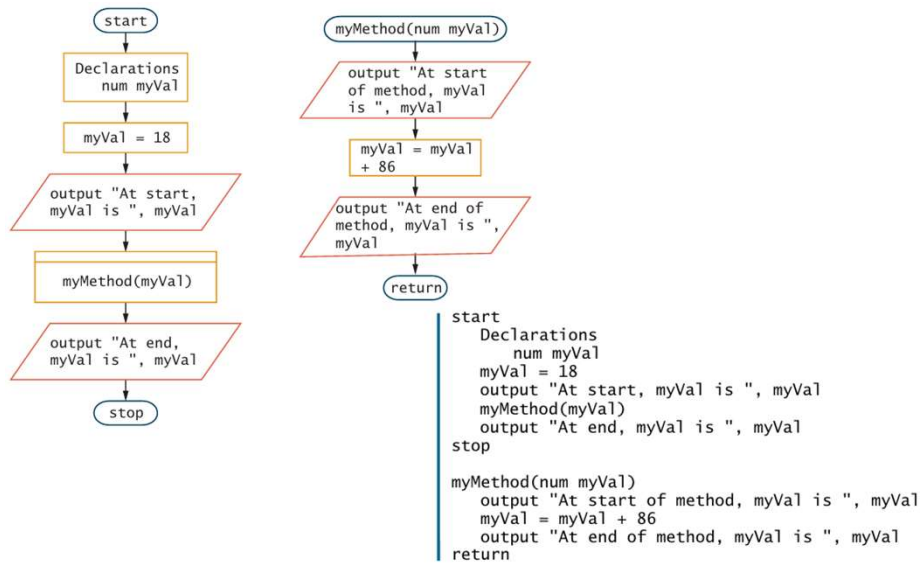 start
Declarations
num myVal
myVal = 18
output "At start,
myVal is ", myVal
myMethod(myVal)
output "At end,
myVal is ", myVal
stop
myMethod(num myVal)
output "At start
of method, myVal
is ", myVal
myVal = myVal
+ 86
output "At end of
method, myVal is ",
myVal
return
start
Declarations
num myVal
myVal = 18
output "At start, myVal is ", myVal
myMethod(myVal)
output "At end, myVal is ", myVal
stop
myMethod(num myVal)
output "At start of method, myVal is ", myVal
myVal = myVal + 86
output "At end of method, myVal is ", myVal
return